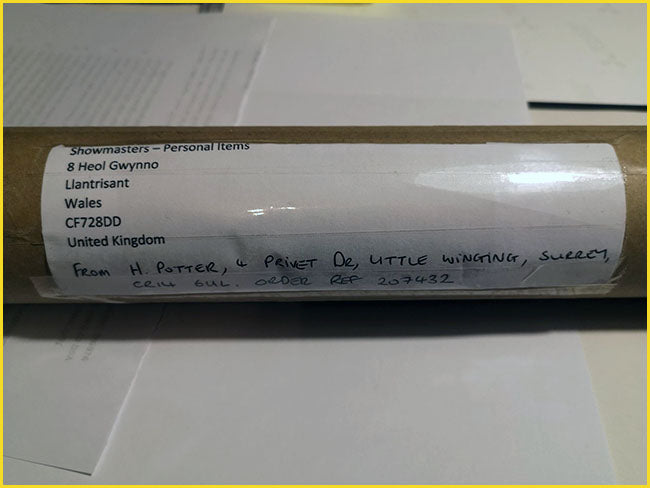 Showmasters – Personal Items
8 Heol Gwynno
Llantrisant
Wales
CF728DD
United Kingdom
FROM H. POTTER, 4 PRIVET DR, LITTLE WINGING, SURREY,
ORDER REF 207432